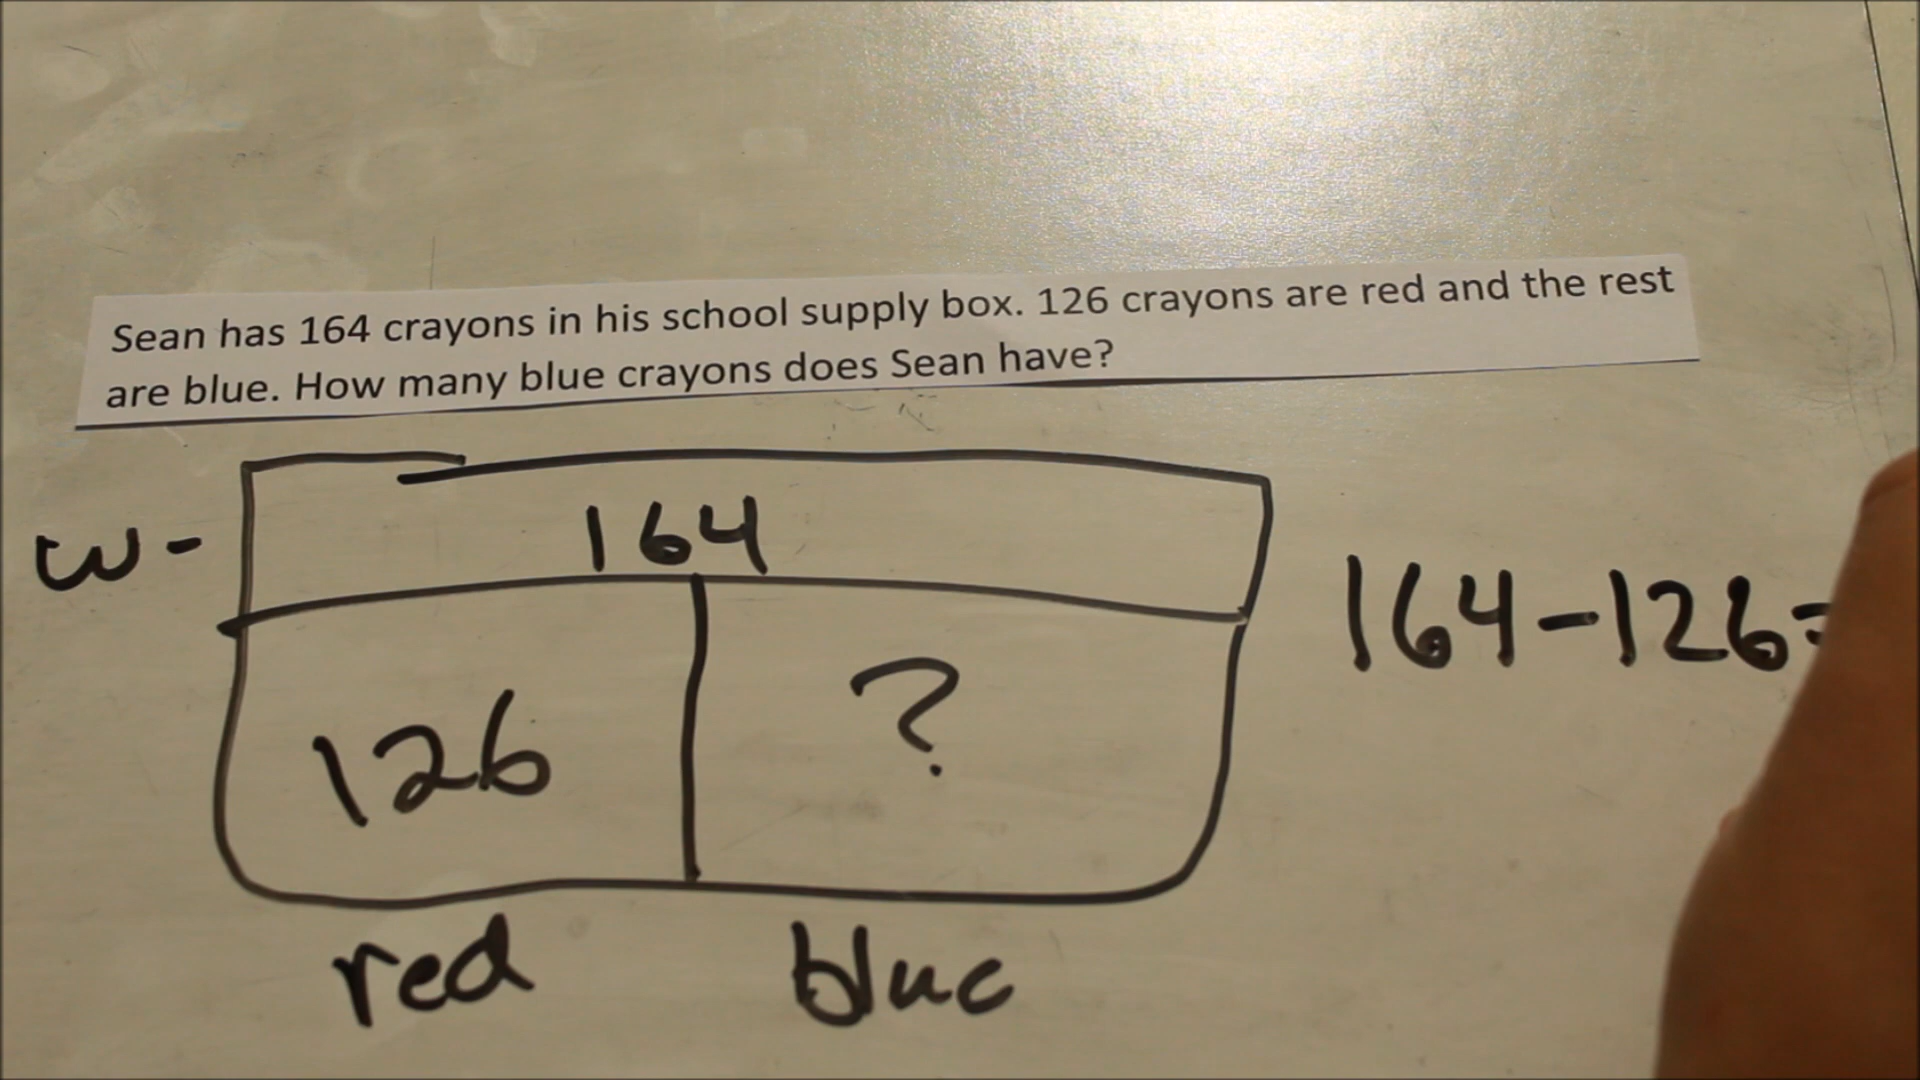 Sean has 164 crayons in his school supply box. 126 crayons are red and the rest
are blue. How many blue crayons does Sean have?
w-
164
164-126=
126
?
red
blue